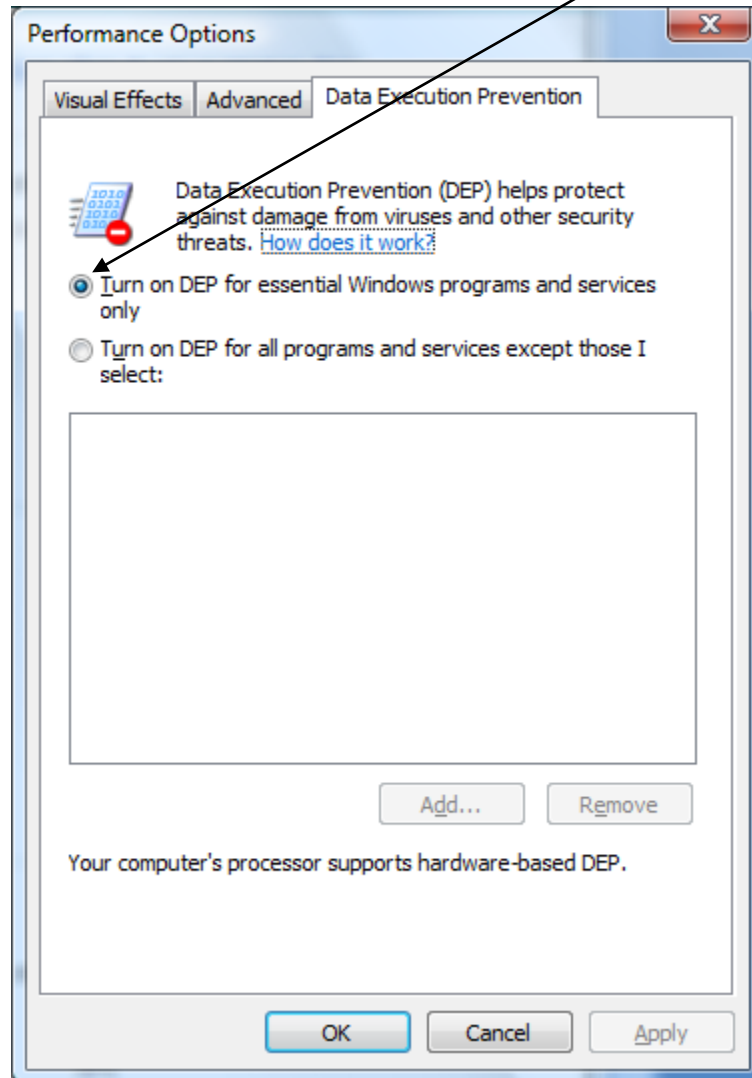 Performance Options
Visual Effects Advanced Data Execution Prevention
Data Execution Prevention (DEP) helps protect
against damage from viruses and other security
threats. How does it work?
Turn on DEP for essential Windows programs and services
only
Turn on DEP for all programs and services except those I
select:
Add... Remove
Your computer's processor supports hardware-based DEP.
OK Cancel Apply